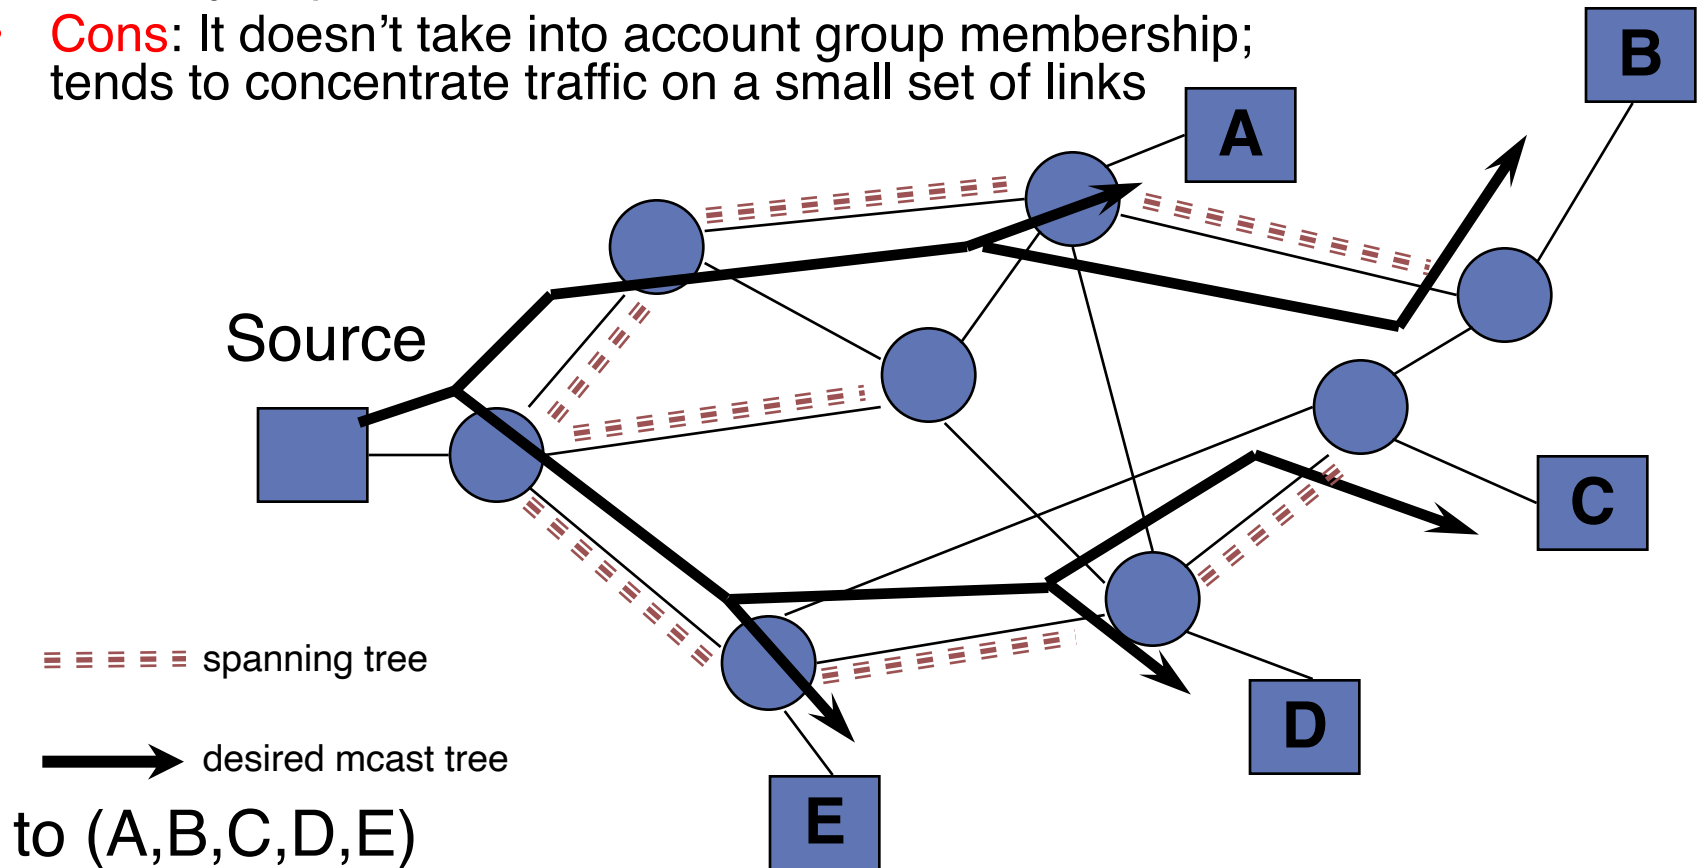 Cons: It doesn't take into account group membership;
tends to concentrate traffic on a small set of links
B
A
Source
C
spanning tree
D
desired mcast tree
E
to (A,B,C,D,E)